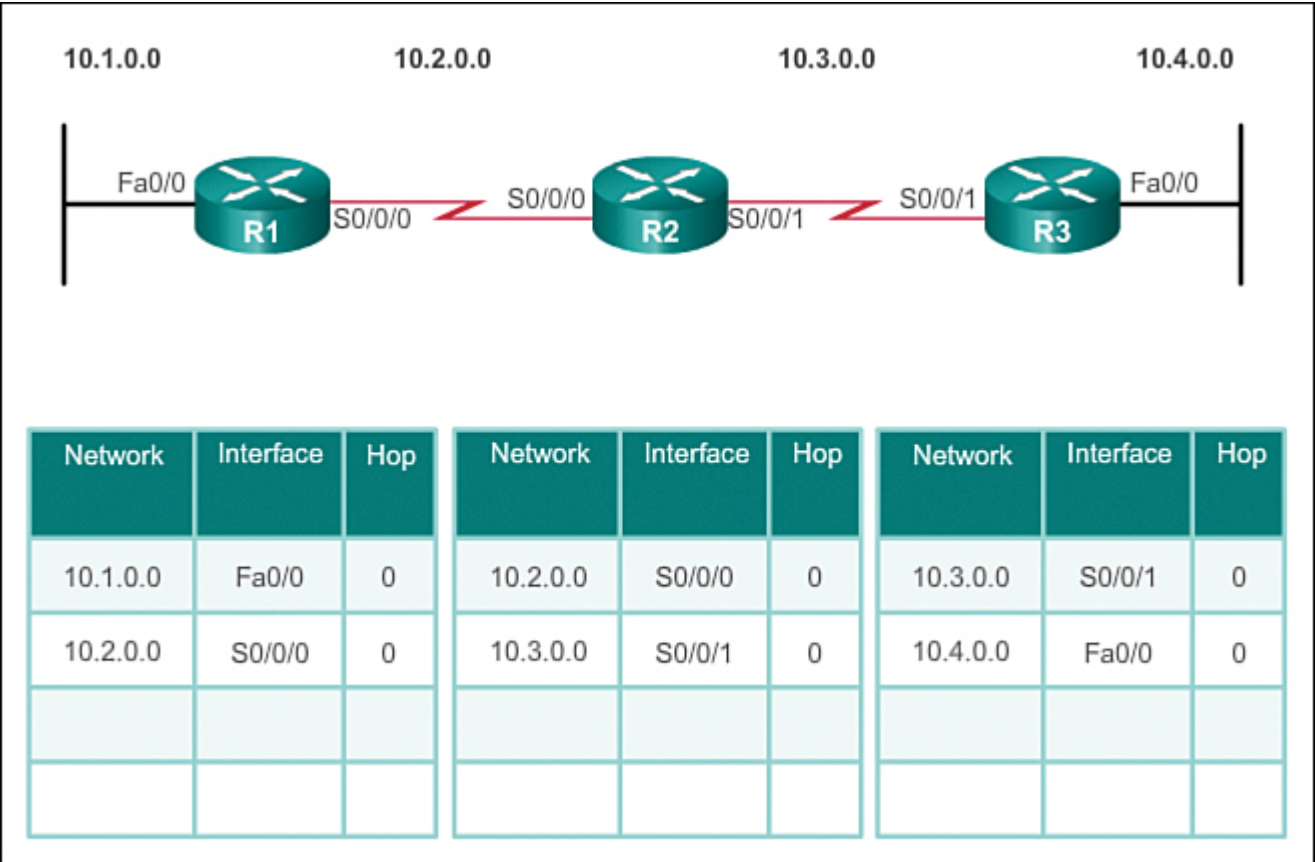 10.1.0.0 10.2.0.0 10.3.0.0 10.4.0.0
Fa0/0 S0/0/0 S0/0/1 Fa0/0
R1 S0/0/0 R2 S0/0/1 R3
Network Interface Hop Network Interface Hop Network Interface Hop
10.1.0.0 Fa0/0 0 10.2.0.0 S0/0/0 0 10.3.0.0 S0/0/1 0
10.2.0.0 S0/0/0 0 10.3.0.0 S0/0/1 0 10.4.0.0 Fa0/0 0